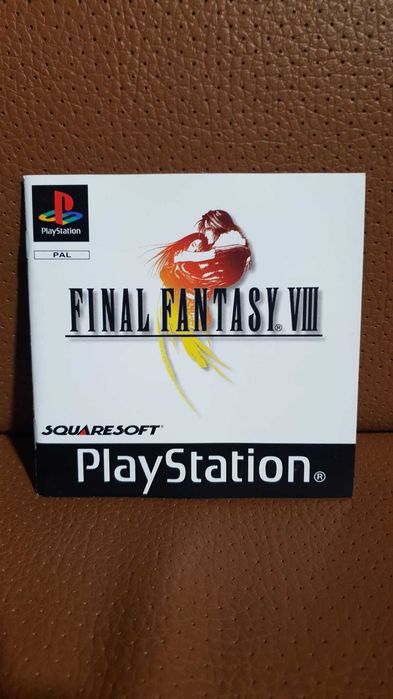 PlayStation
PAL
FINAL FANTASY® VIII
SQUARESOFT®
PlayStation®